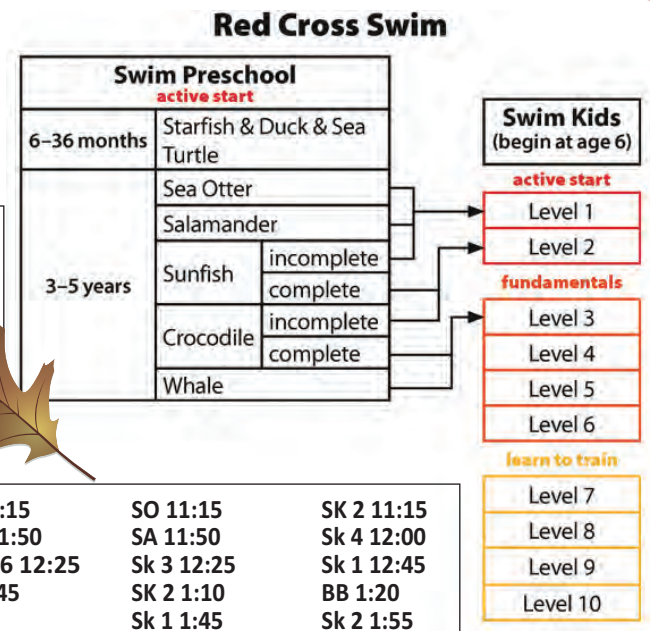 Red Cross Swim
Swim Preschool
active start
6–36 months
Starfish & Duck & Sea
Turtle
3–5 years
Sea Otter
Salamander
Sunfish
incomplete
complete
Crocodile
incomplete
complete
Whale
Swim Kids
(begin at age 6)
active start
Level 1
Level 2
fundamentals
Level 3
Level 4
Level 5
Level 6
learn to train
Level 7
Level 8
Level 9
Level 10
:15
1:50
6 12:25
45
SO 11:15
SA 11:50
Sk 3 12:25
SK 2 1:10
Sk 1 1:45
SK 2 11:15
Sk 4 12:00
Sk 1 12:45
BB 1:20
Sk 2 1:55